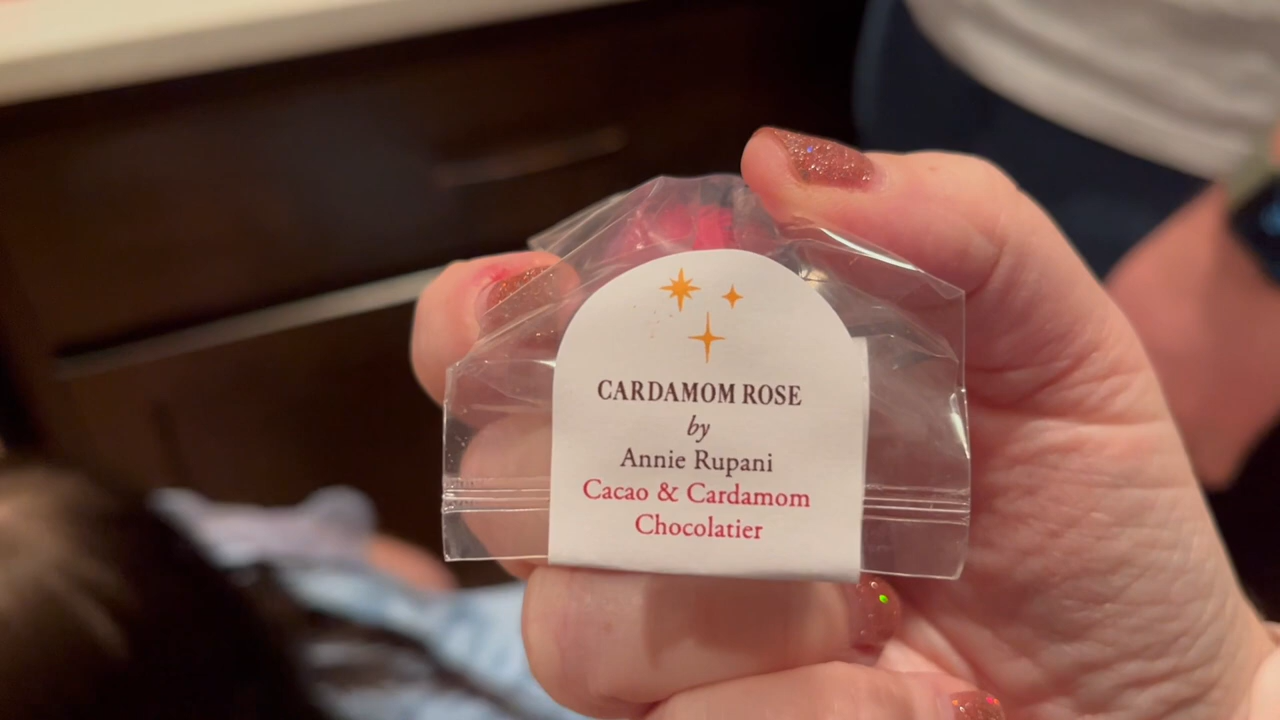 CARDAMOM ROSE
by
Annie Rupani
Cacao & Cardamom
Chocolatier